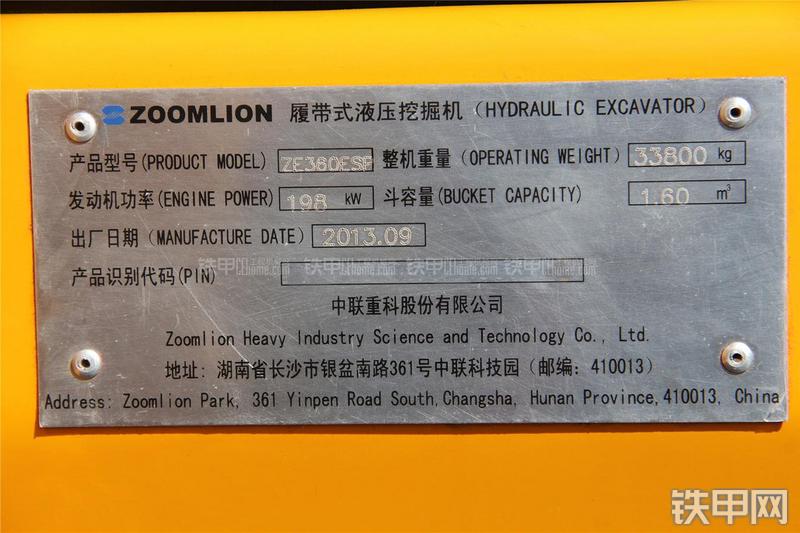 ZOOMLION 履带式液压挖掘机 (HYDRAULIC EXCAVATOR)
产品型号(PRODUCT MODEL) ZE360ESP 整机重量 (OPERATING WEIGHT) 33800 kg
发动机功率(ENGINE POWER) 198 kW 斗容量(BUCKET CAPACITY) 1.60 m³
出厂日期 (MANUFACTURE DATE) 2013.09
产品识别代码(PIN)
中联重科股份有限公司
Zoomlion Heavy Industry Science and Technology Co., Ltd.
地址: 湖南省长沙市银盆南路361号中联科技园 (邮编: 410013)
Address: Zoomlion Park, 361 Yinpen Road South,Changsha, Hunan Province,410013, China
铁甲网